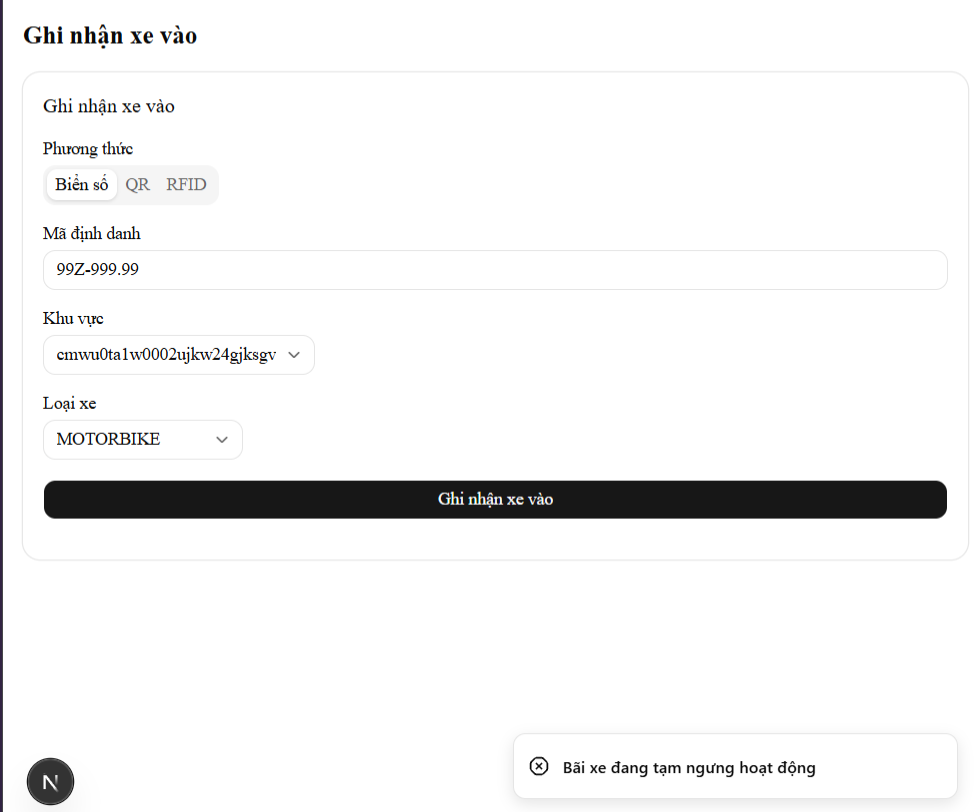 Ghi nhận xe vào
Ghi nhận xe vào
Phương thức
Biển số QR RFID
Mã định danh
99Z-999.99
Khu vực
cmwu0ta1w0002ujkw24gjksgv
Loại xe
MOTORBIKE
Ghi nhận xe vào
N
Bãi xe đang tạm ngưng hoạt động